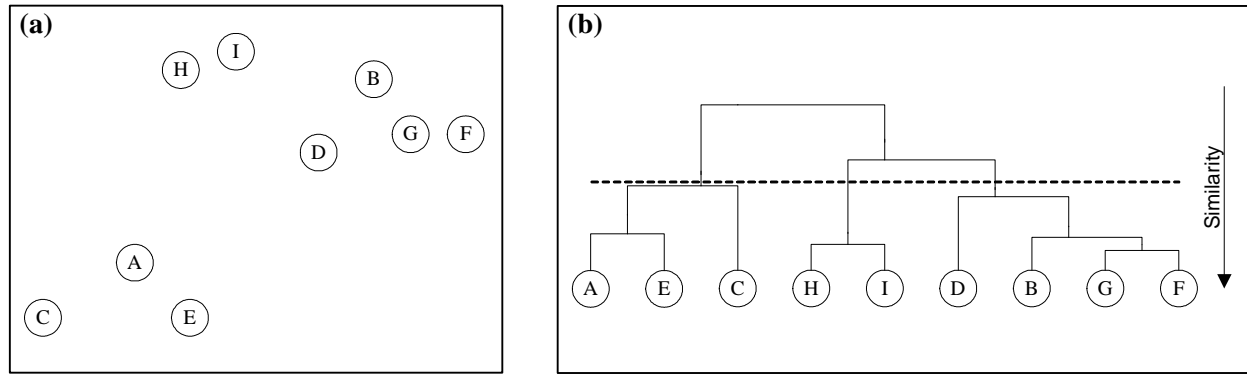 (a)
I
H
B
G F
D
A
C E
(b)
Similarity
A E C H I D B G F